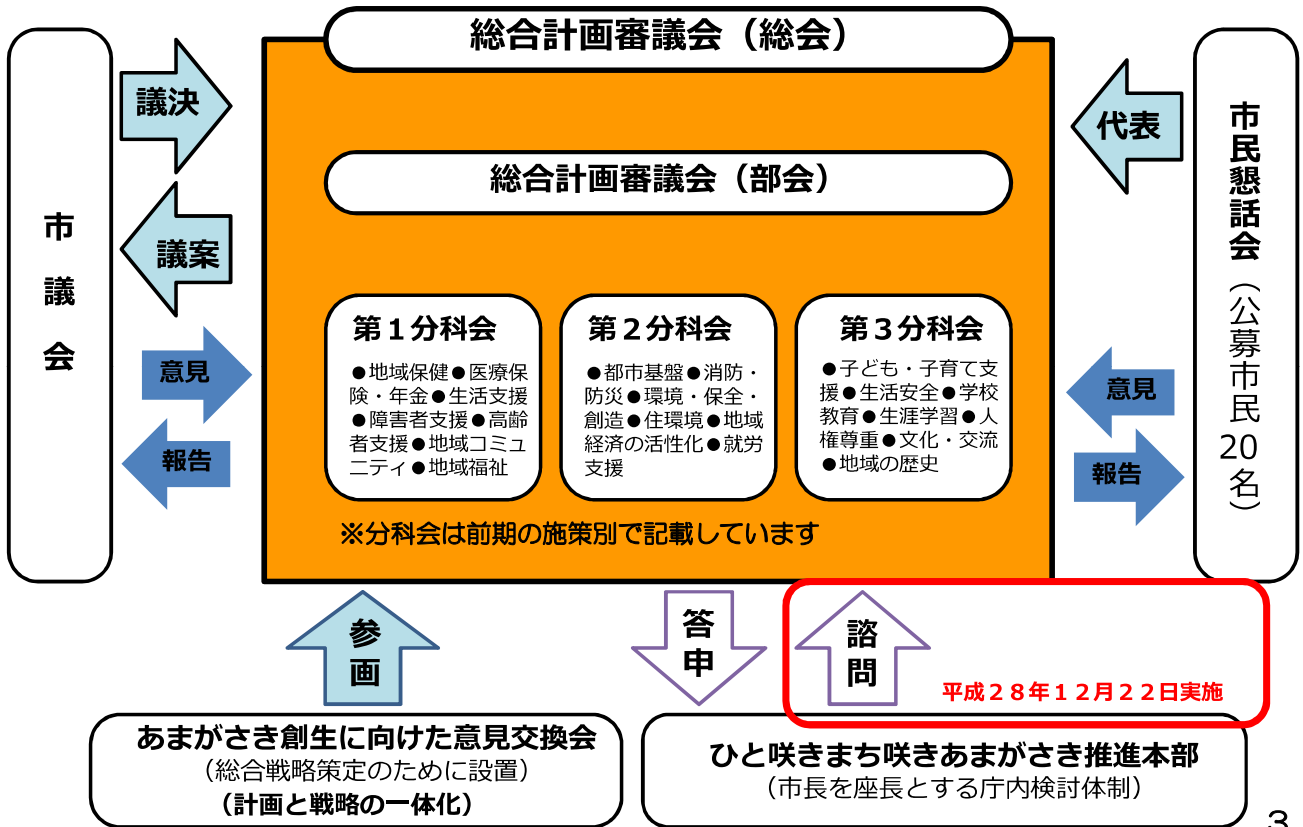 総合計画審議会（総会）
議決
代表
総合計画審議会（部会）
市議会
議案
市民懇話会（公募市民20名）
第１分科会
●地域保健●医療保
険・年金●生活支援
●障害者支援●高齢
者支援●地域コミュ
ニティ●地域福祉
第２分科会
●都市基盤●消防・
防災●環境・保全・
創造●住環境●地域
経済の活性化●就労
支援
第３分科会
●子ども・子育て支
援●生活安全●学校
教育●生涯学習●人
権尊重●文化・交流
●地域の歴史
意見
報告
意見
報告
※分科会は前期の施策別で記載しています
参画
答申
諮問
平成２８年１２月２２日実施
あまがさき創生に向けた意見交換会
（総合戦略策定のために設置）
（計画と戦略の一体化）
ひと咲きまち咲きあまがさき推進本部
（市長を座長とする庁内検討体制）
3